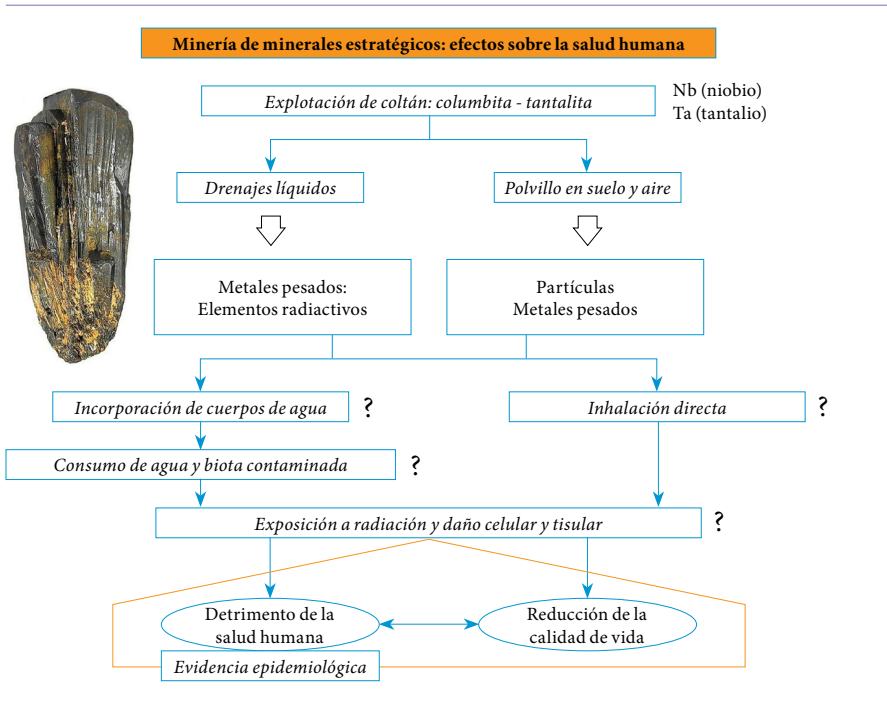 Minería de minerales estratégicos: efectos sobre la salud humana
Explotación de coltán: columbita - tantalita
Nb (niobio)
Ta (tantalio)
Drenajes líquidos
Polvillo en suelo y aire
Metales pesados:
Elementos radiactivos
Partículas
Metales pesados
Incorporación de cuerpos de agua ?
Inhalación directa ?
Consumo de agua y biota contaminada ?
Exposición a radiación y daño celular y tisular ?
Detrimento de la
salud humana
Reducción de la
calidad de vida
Evidencia epidemiológica